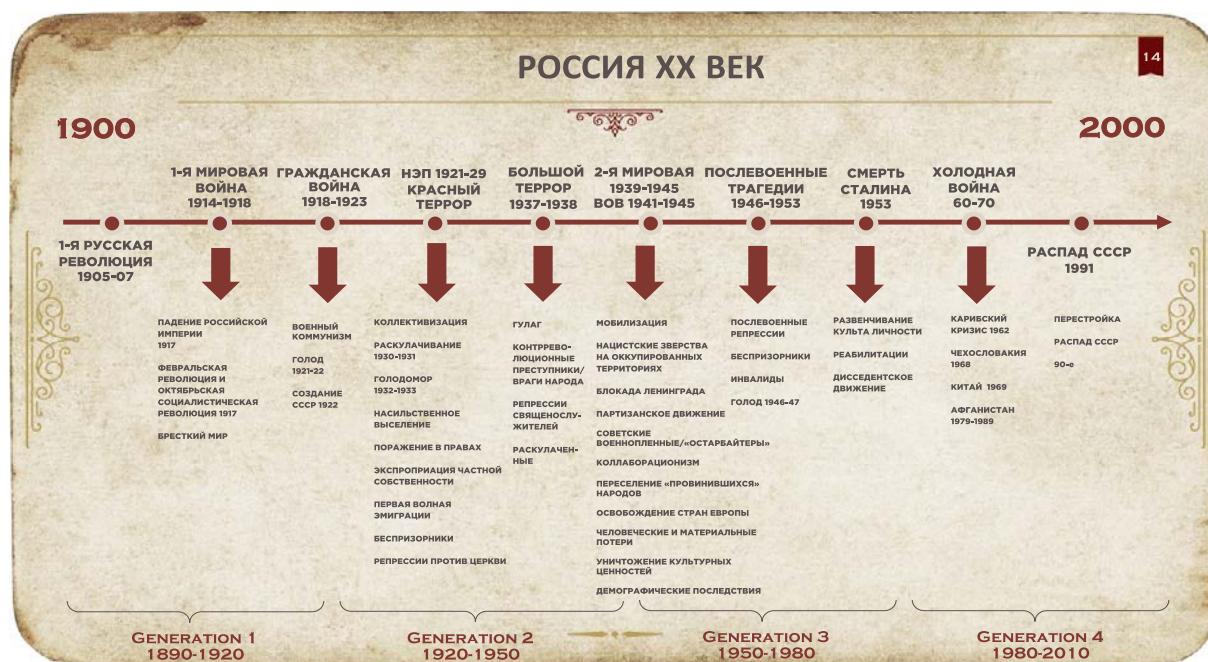 РОССИЯ XX ВЕК
14
1900
2000
1-Я МИРОВАЯ
ВОЙНА
1914-1918
ГРАЖДАНСКАЯ
ВОЙНА
1918-1923
НЭП 1921-29
КРАСНЫЙ
ТЕРРОР
БОЛЬШОЙ
ТЕРРОР
1937-1938
2-Я МИРОВАЯ
1939-1945
ВОВ 1941-1945
ПОСЛЕВОЕННЫЕ
ТРАГЕДИИ
1946-1953
СМЕРТЬ
СТАЛИНА
1953
ХОЛОДНАЯ
ВОЙНА
60-70
1-Я РУССКАЯ
РЕВОЛЮЦИЯ
1905-07
РАСПАД СССР
1991
ПАДЕНИЕ РОССИЙСКОЙ
ИМПЕРИИ
1917
ФЕВРАЛЬСКАЯ
РЕВОЛЮЦИЯ И
ОКТЯБРЬСКАЯ
СОЦИАЛИСТИЧЕСКАЯ
РЕВОЛЮЦИЯ 1917
БРЕСТКИЙ МИР
ВОЕННЫЙ
КОММУНИЗМ
ГОЛОД
1921-22
СОЗДАНИЕ
СССР 1922
КОЛЛЕКТИВИЗАЦИЯ
РАСКУЛАЧИВАНИЕ
1930-1931
ГОЛОДОМОР
1932-1933
НАСИЛЬСТВЕННОЕ
ВЫСЕЛЕНИЕ
ПОРАЖЕНИЕ В ПРАВАХ
ЭКСПРОПРИАЦИЯ ЧАСТНОЙ
СОБСТВЕННОСТИ
ПЕРВАЯ ВОЛНАЯ
ЭМИГРАЦИИ
БЕСПРИЗОРНИКИ
РЕПРЕССИИ ПРОТИВ ЦЕРКВИ
ГУЛАГ
КОНТРРЕВО-
ЛЮЦИОННЫЕ
ПРЕСТУПНИКИ/
ВРАГИ НАРОДА
РЕПРЕССИИ
СВЯЩЕНОСЛУ-
ЖИТЕЛЕЙ
РАСКУЛАЧЕН-
НЫЕ
МОБИЛИЗАЦИЯ
НАЦИСТСКИЕ ЗВЕРСТВА
НА ОККУПИРОВАННЫХ
ТЕРРИТОРИЯХ
БЛОКАДА ЛЕНИНГРАДА
ПАРТИЗАНСКОЕ ДВИЖЕНИЕ
СОВЕТСКИЕ
ВОЕННОПЛЕННЫЕ/«ОСТАРБАЙТЕРЫ»
КОЛЛАБОРАЦИОНИЗМ
ПЕРЕСЕЛЕНИЕ «ПРОВИНИВШИХСЯ»
НАРОДОВ
ОСВОБОЖДЕНИЕ СТРАН ЕВРОПЫ
ЧЕЛОВЕЧЕСКИЕ И МАТЕРИАЛЬНЫЕ
ПОТЕРИ
УНИЧТОЖЕНИЕ КУЛЬТУРНЫХ
ЦЕННОСТЕЙ
ДЕМОГРАФИЧЕСКИЕ ПОСЛЕДСТВИЯ
ПОСЛЕВОЕННЫЕ
РЕПРЕССИИ
БЕСПРИЗОРНИКИ
ИНВАЛИДЫ
ГОЛОД 1946-47
РАЗВЕНЧИВАНИЕ
КУЛЬТА ЛИЧНОСТИ
РЕАБИЛИТАЦИИ
ДИССЕДЕНТСКОЕ
ДВИЖЕНИЕ
КАРИБСКИЙ
КРИЗИС 1962
ЧЕХОСЛОВАКИЯ
1968
КИТАЙ 1969
АФГАНИСТАН
1979-1989
ПЕРЕСТРОЙКА
РАСПАД СССР
90-е
GENERATION 1
1890-1920
GENERATION 2
1920-1950
GENERATION 3
1950-1980
GENERATION 4
1980-2010